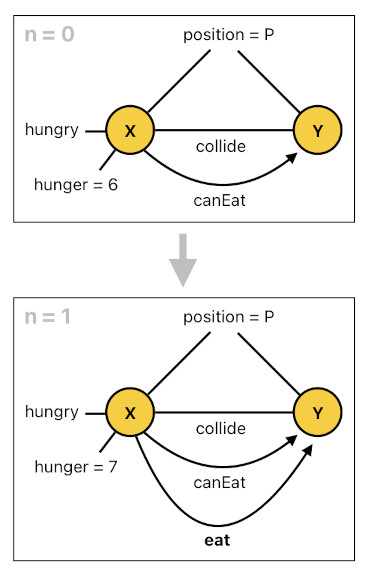 n = 0
position = P
hungry
X
Y
collide
hunger = 6
canEat
n = 1
position = P
hungry
X
Y
collide
hunger = 7
canEat
eat